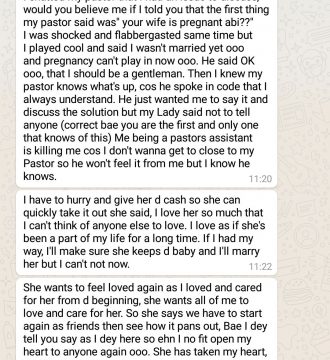 would you believe me if I told you that the first thing
my pastor said was" your wife is pregnant abi??"
I was shocked and flabbergasted same time but
I played cool and said I wasn't married yet ooo
and pregnancy can't play in now ooo. He said OK
ooo, that I should be a gentleman. Then I knew my
pastor knows what's up, cos he spoke in code that I
always understand. He just wanted me to say it and
discuss the solution but my Lady said not to tell
anyone (correct bae you are the first and only one
that knows of this) Me being a pastors assistant
is killing me cos I don't wanna get to close to my
Pastor so he won't feel it from me but I know he
knows.
11:20
I have to hurry and give her d cash so she can
quickly take it out she said, I love her so much that
I can't think of anyone else to love. I love as if she's
been a part of my life for a long time. If I had my
way, I'll make sure she keeps d baby and I'll marry
her but I can't not now.
11:22
She wants to feel loved again as I loved and cared
for her from d beginning, she wants all of me to
love and care for her. So she says we have to start
again as friends then see how it pans out, Bae I dey
tell you say as I dey here so ehn I no fit open my
heart to anyone again ooo. She has taken my heart,